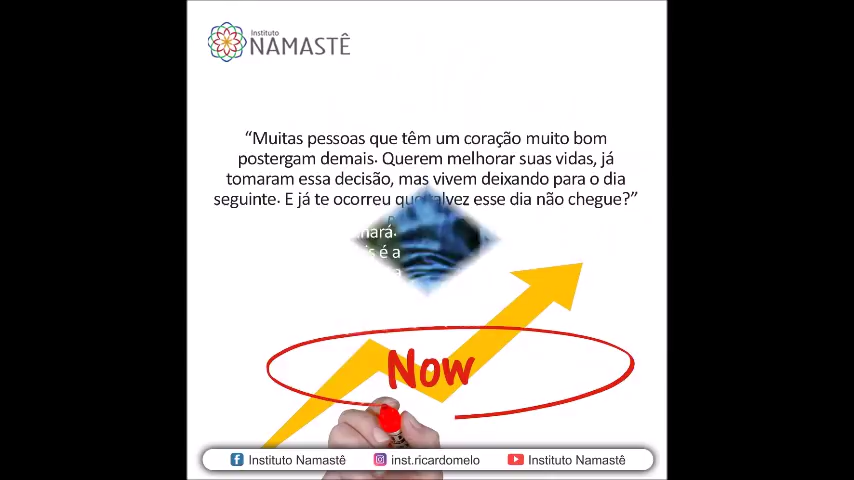 Instituto
NAMASTÊ
“Muitas pessoas que têm um coração muito bom
postergam demais. Querem melhorar suas vidas, já
tomaram essa decisão, mas vivem deixando para o dia
seguinte. E já te ocorreu que talvez esse dia não chegue?”
é a
Now
Instituto Namastê inst.ricardomelo Instituto Namastê